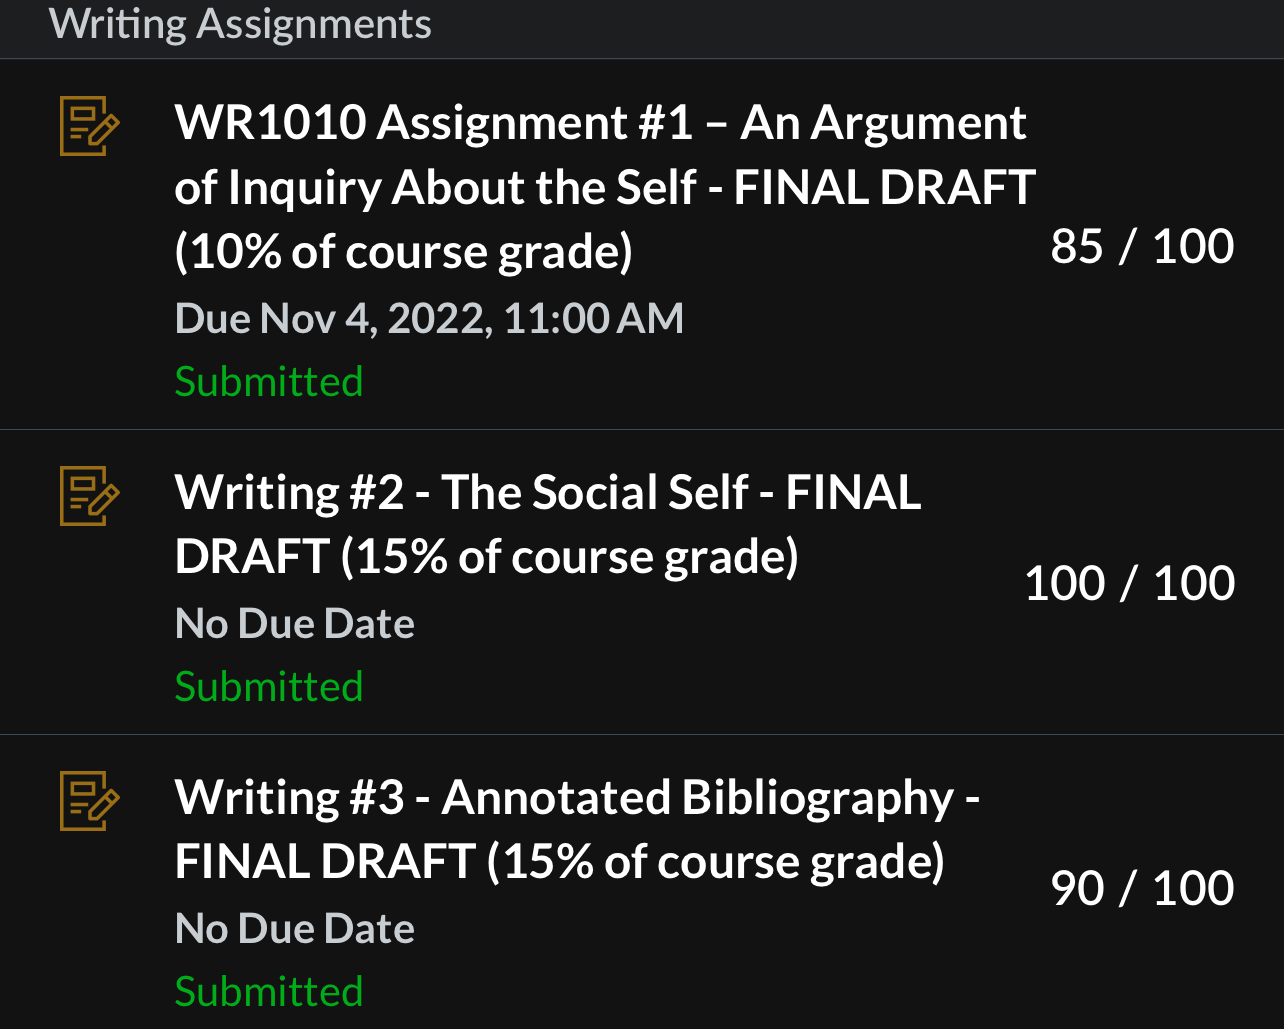 Writing Assignments
WR1010 Assignment #1 – An Argument
of Inquiry About the Self - FINAL DRAFT
(10% of course grade)
85 / 100
Due Nov 4, 2022, 11:00 AM
Submitted
Writing #2 - The Social Self - FINAL
DRAFT (15% of course grade)
100 / 100
No Due Date
Submitted
Writing #3 - Annotated Bibliography -
FINAL DRAFT (15% of course grade)
90 / 100
No Due Date
Submitted